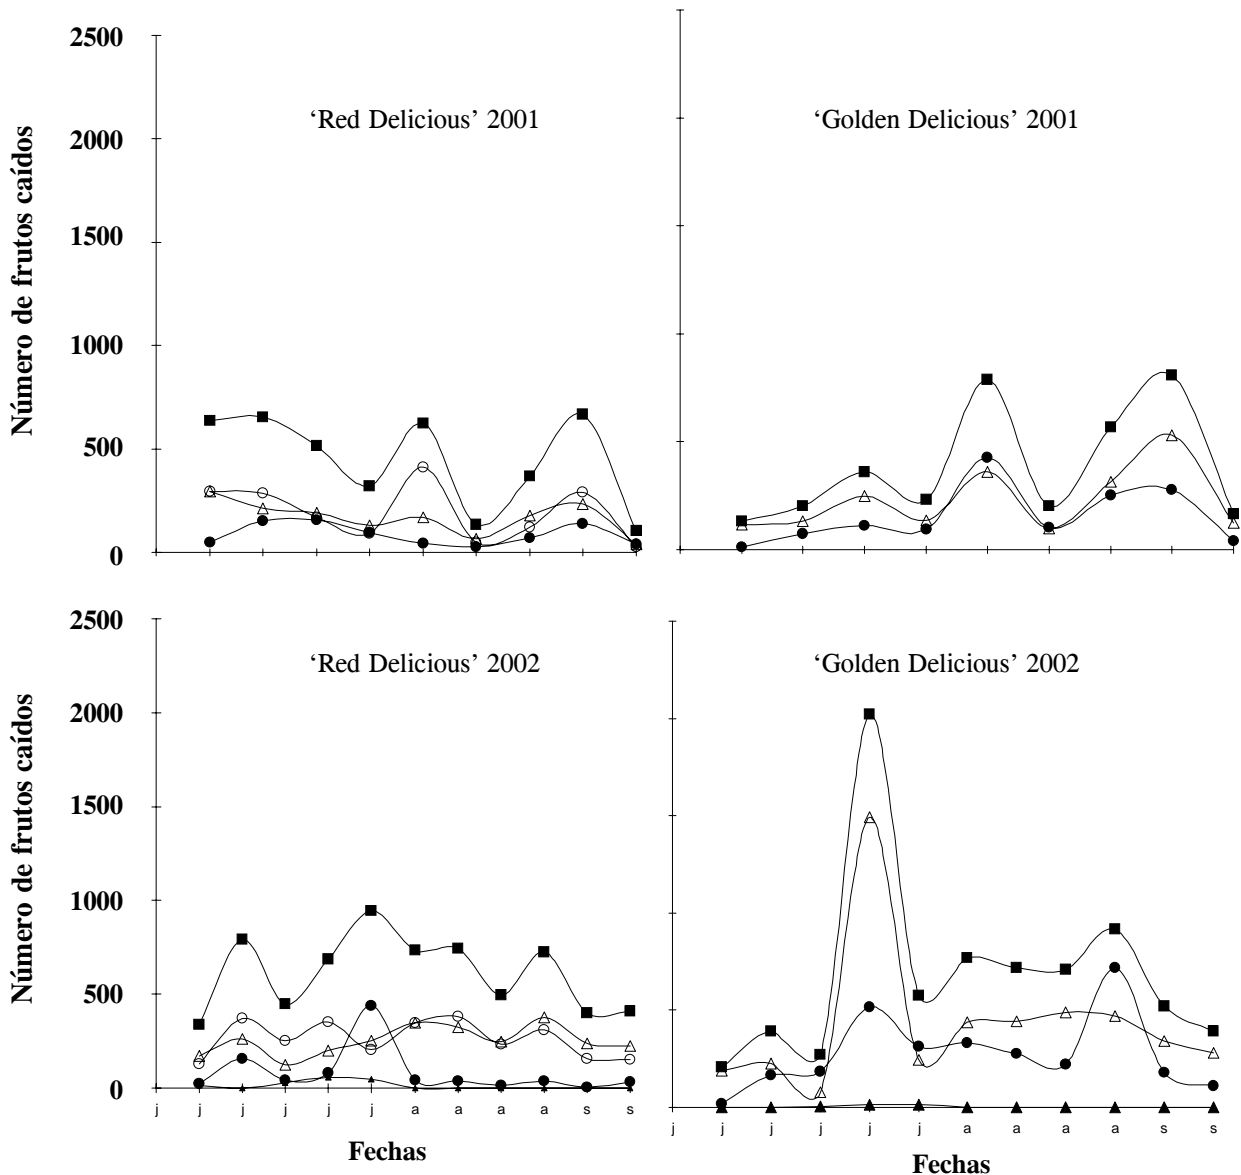 2500
2000
1500
1000
500
0
Número de frutos caídos
‘Red Delicious’ 2001
‘Golden Delicious’ 2001
2500
2000
1500
1000
500
0
Número de frutos caídos
‘Red Delicious’ 2002
‘Golden Delicious’ 2002
j j j j j j a a a a s s
j j j j j j a a a a s s
Fechas
Fechas